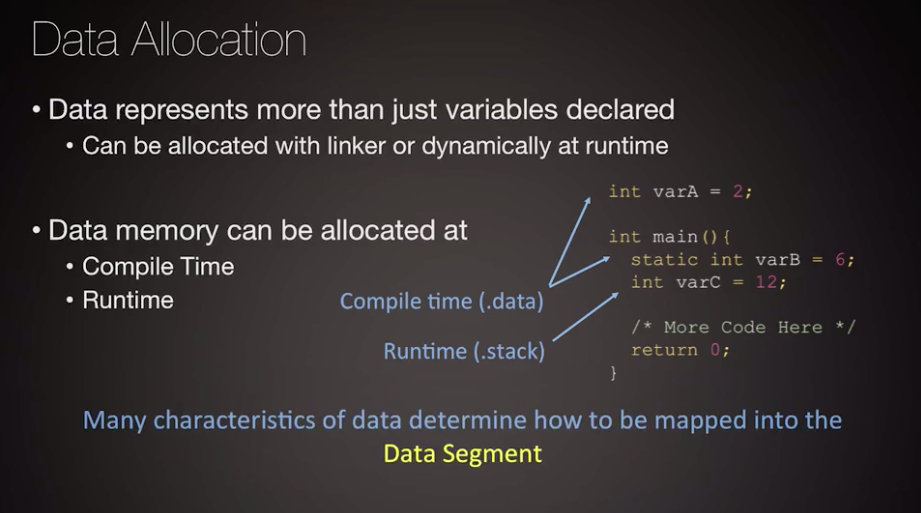 Data Allocation
• Data represents more than just variables declared
• Can be allocated with linker or dynamically at runtime
• Data memory can be allocated at
• Compile Time
• Runtime
Compile time (.data)
Runtime (.stack)
int varA = 2;
int main(){
static int varB = 6;
int varC = 12;
/* More Code Here */
return 0;
}
Many characteristics of data determine how to be mapped into the
Data Segment